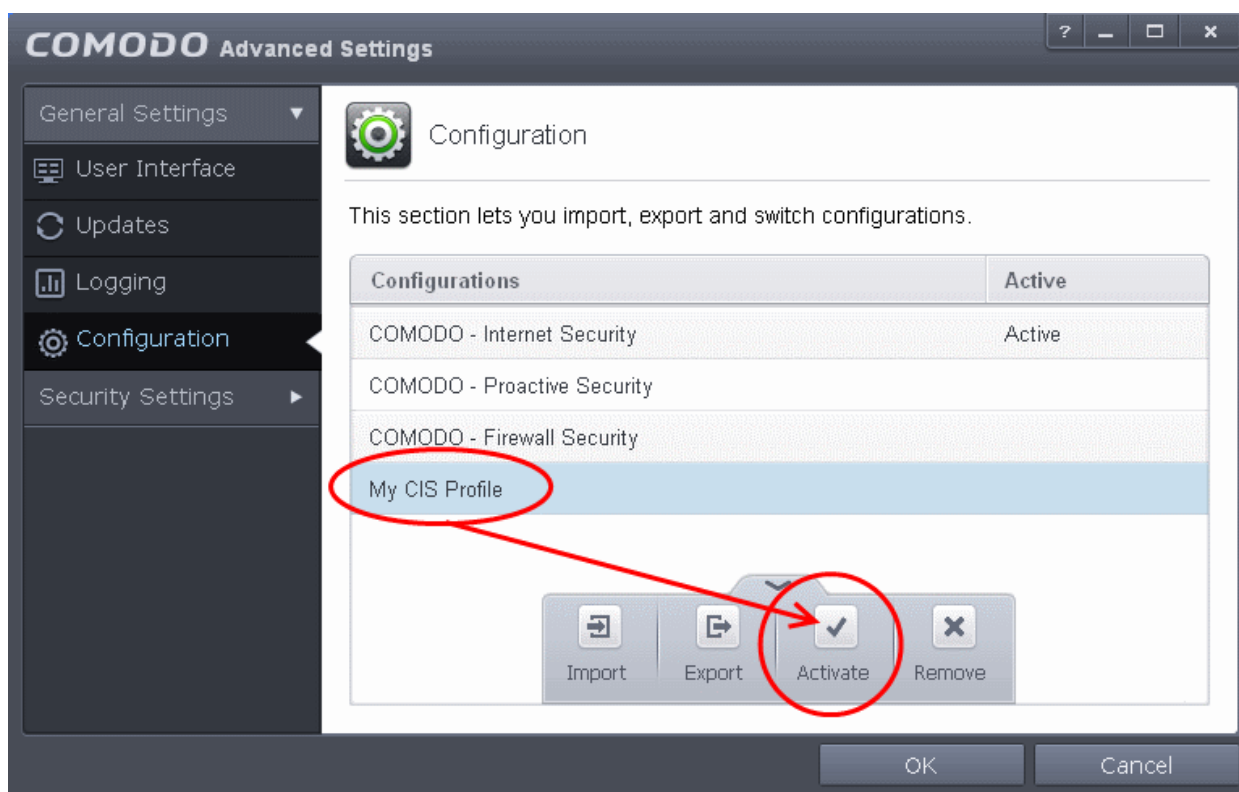 COMODO Advanced Settings
?
General Settings
User Interface
Updates
Logging
Configuration
Security Settings
Configuration
This section lets you import, export and switch configurations.
Configurations Active
COMODO - Internet Security Active
COMODO - Proactive Security
COMODO - Firewall Security
My CIS Profile
Import Export Activate Remove
OK Cancel